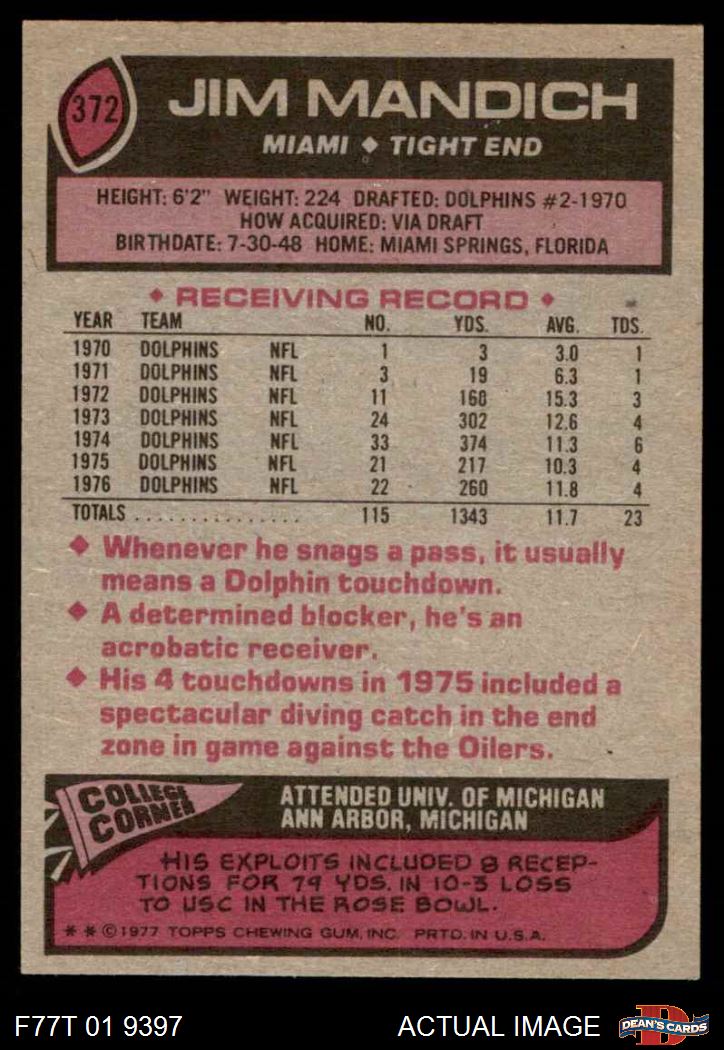 372
JIM MANDICH
MIAMI ◆ TIGHT END
HEIGHT: 6'2" WEIGHT: 224 DRAFTED: DOLPHINS #2-1970
HOW ACQUIRED: VIA DRAFT
BIRTHDATE: 7-30-48 HOME: MIAMI SPRINGS, FLORIDA
◆ RECEIVING RECORD ◆
YEAR TEAM NO. YDS. AVG. TDS.
1970 DOLPHINS NFL 1 3 3.0 1
1971 DOLPHINS NFL 3 19 6.3 1
1972 DOLPHINS NFL 11 168 15.3 3
1973 DOLPHINS NFL 24 302 12.6 4
1974 DOLPHINS NFL 33 374 11.3 6
1975 DOLPHINS NFL 21 217 10.3 4
1976 DOLPHINS NFL 22 260 11.8 4
TOTALS ................ 115 1343 11.7 23
◆ Whenever he snags a pass, it usually
means a Dolphin touchdown.
◆ A determined blocker, he's an
acrobatic receiver.
◆ His 4 touchdowns in 1975 included a
spectacular diving catch in the end
zone in game against the Oilers.
COLLEGE
CORNER
ATTENDED UNIV. OF MICHIGAN
ANN ARBOR, MICHIGAN
HIS EXPLOITS INCLUDED 8 RECEP-
TIONS FOR 79 YDS. IN 10-3 LOSS
TO USC IN THE ROSE BOWL.
* * © 1977 TOPPS CHEWING GUM, INC. PRTD. IN U.S.A.
F77T 01 9397
ACTUAL IMAGE
D
DEAN'S CARDS